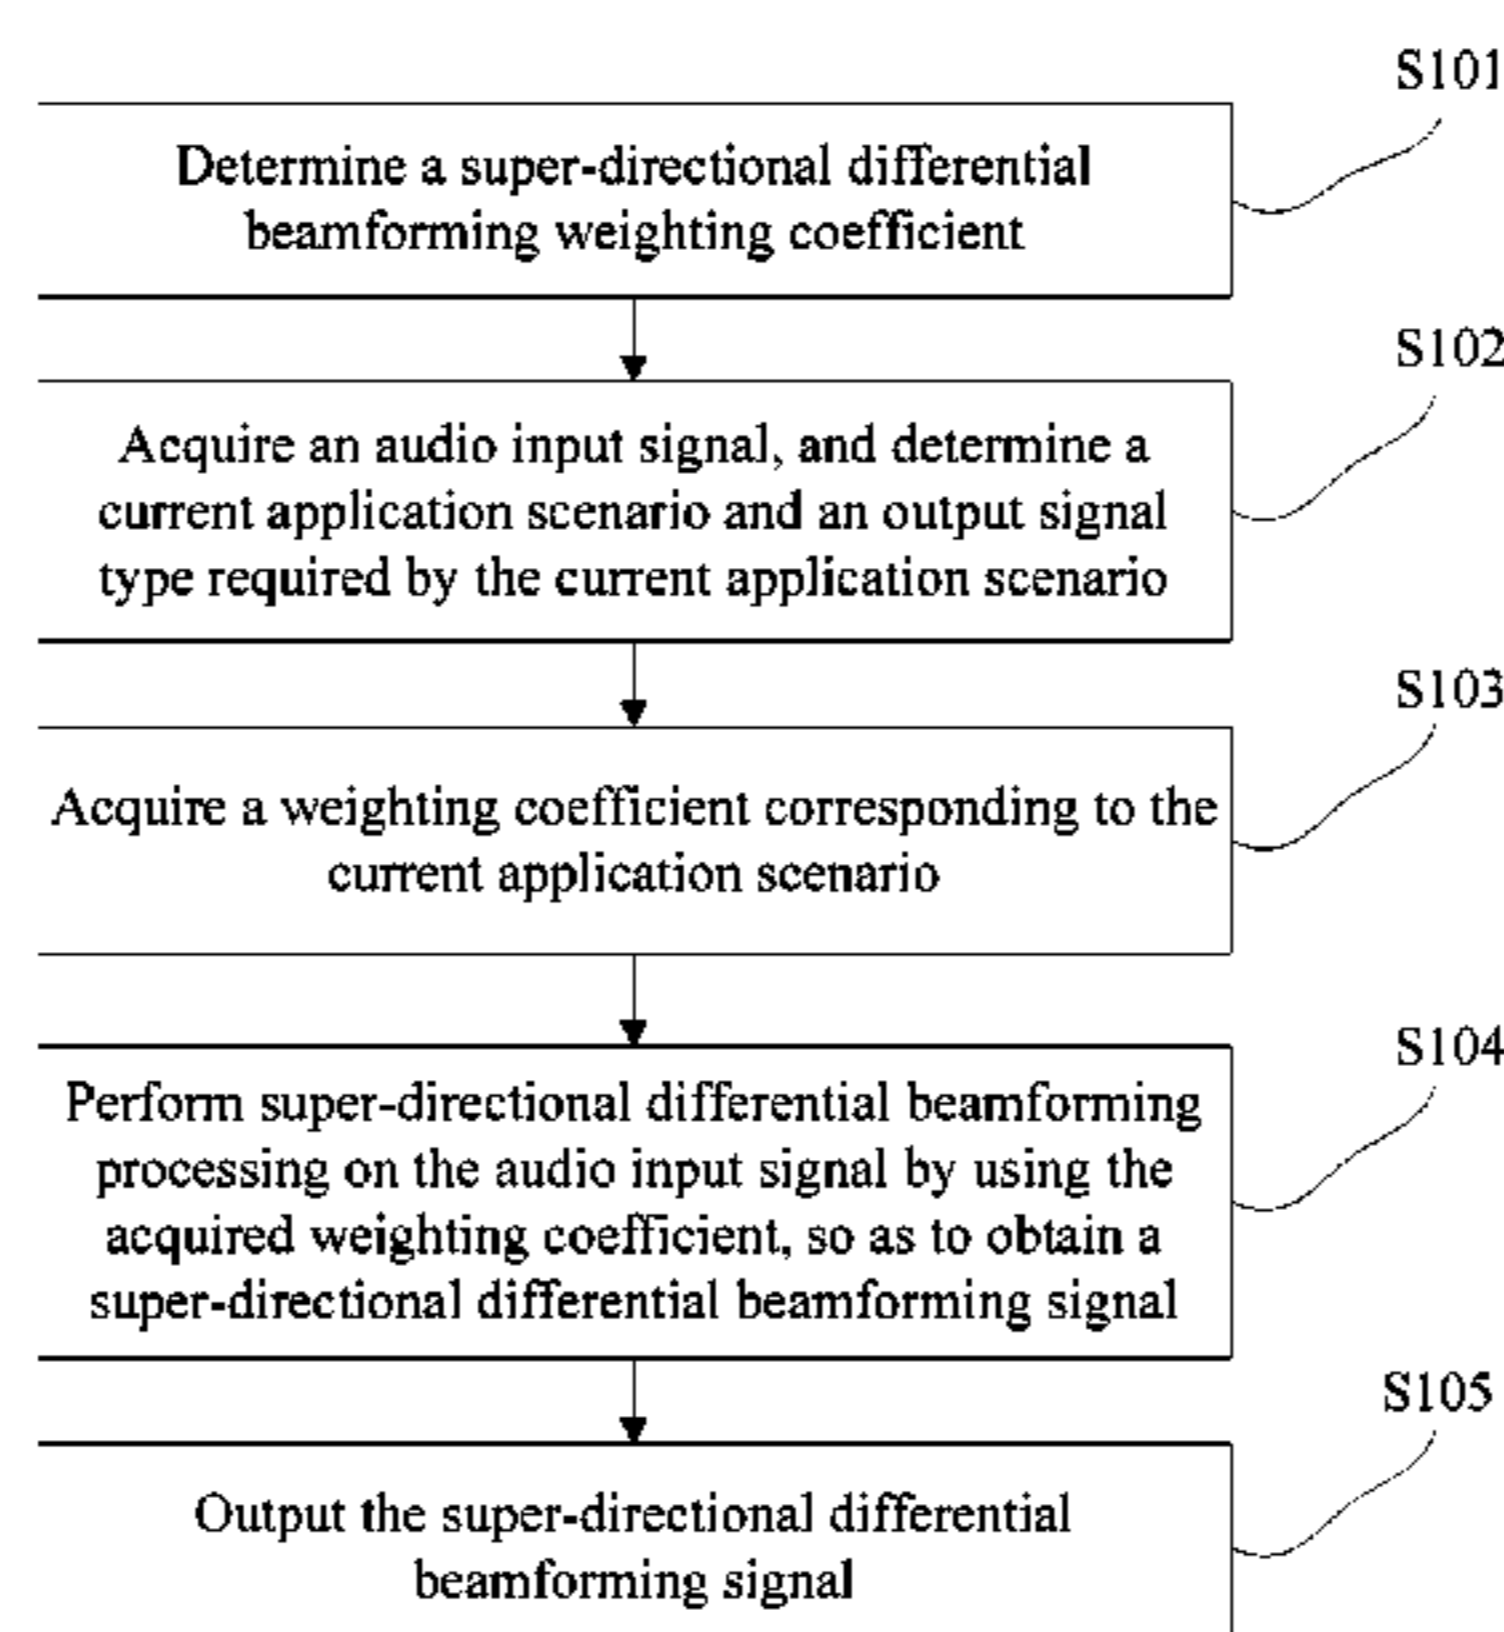 S101
Determine a super-directional differential
beamforming weighting coefficient
S102
Acquire an audio input signal, and determine a
current application scenario and an output signal
type required by the current application scenario
S103
Acquire a weighting coefficient corresponding to the
current application scenario
S104
Perform super-directional differential beamforming
processing on the audio input signal by using the
acquired weighting coefficient, so as to obtain a
super-directional differential beamforming signal
S105
Output the super-directional differential
beamforming signal